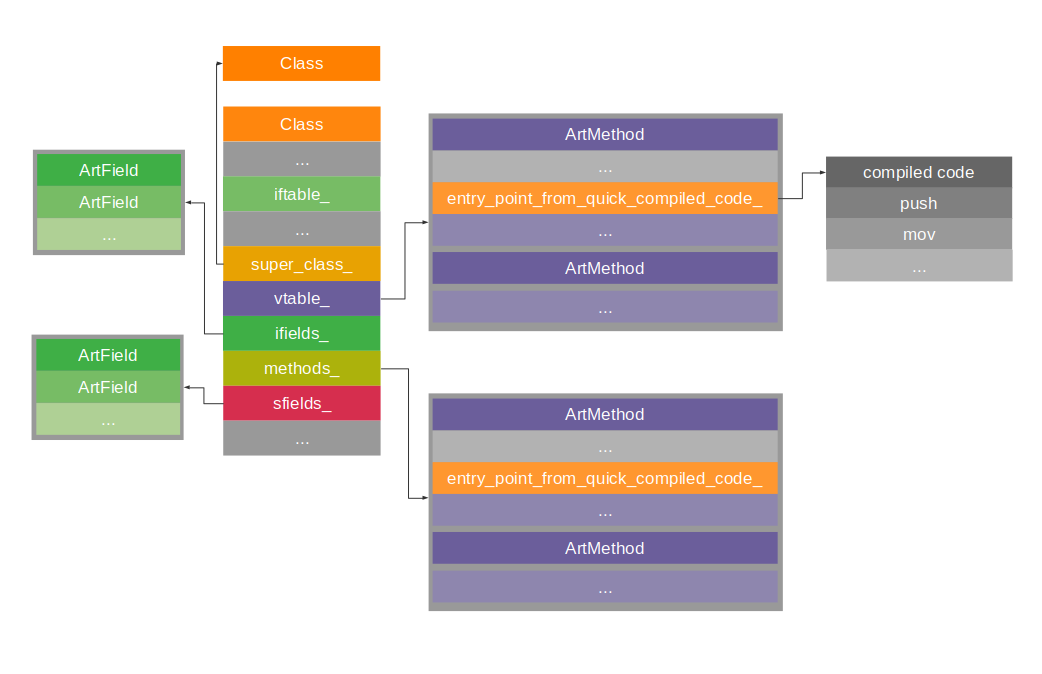 Class
Class
...
iftable_
...
super_class_
vtable_
ifields_
methods_
sfields_
...
ArtField
ArtField
...
ArtField
ArtField
...
ArtMethod
...
entry_point_from_quick_compiled_code_
...
ArtMethod
...
compiled code
push
mov
...
ArtMethod
...
entry_point_from_quick_compiled_code_
...
ArtMethod
...